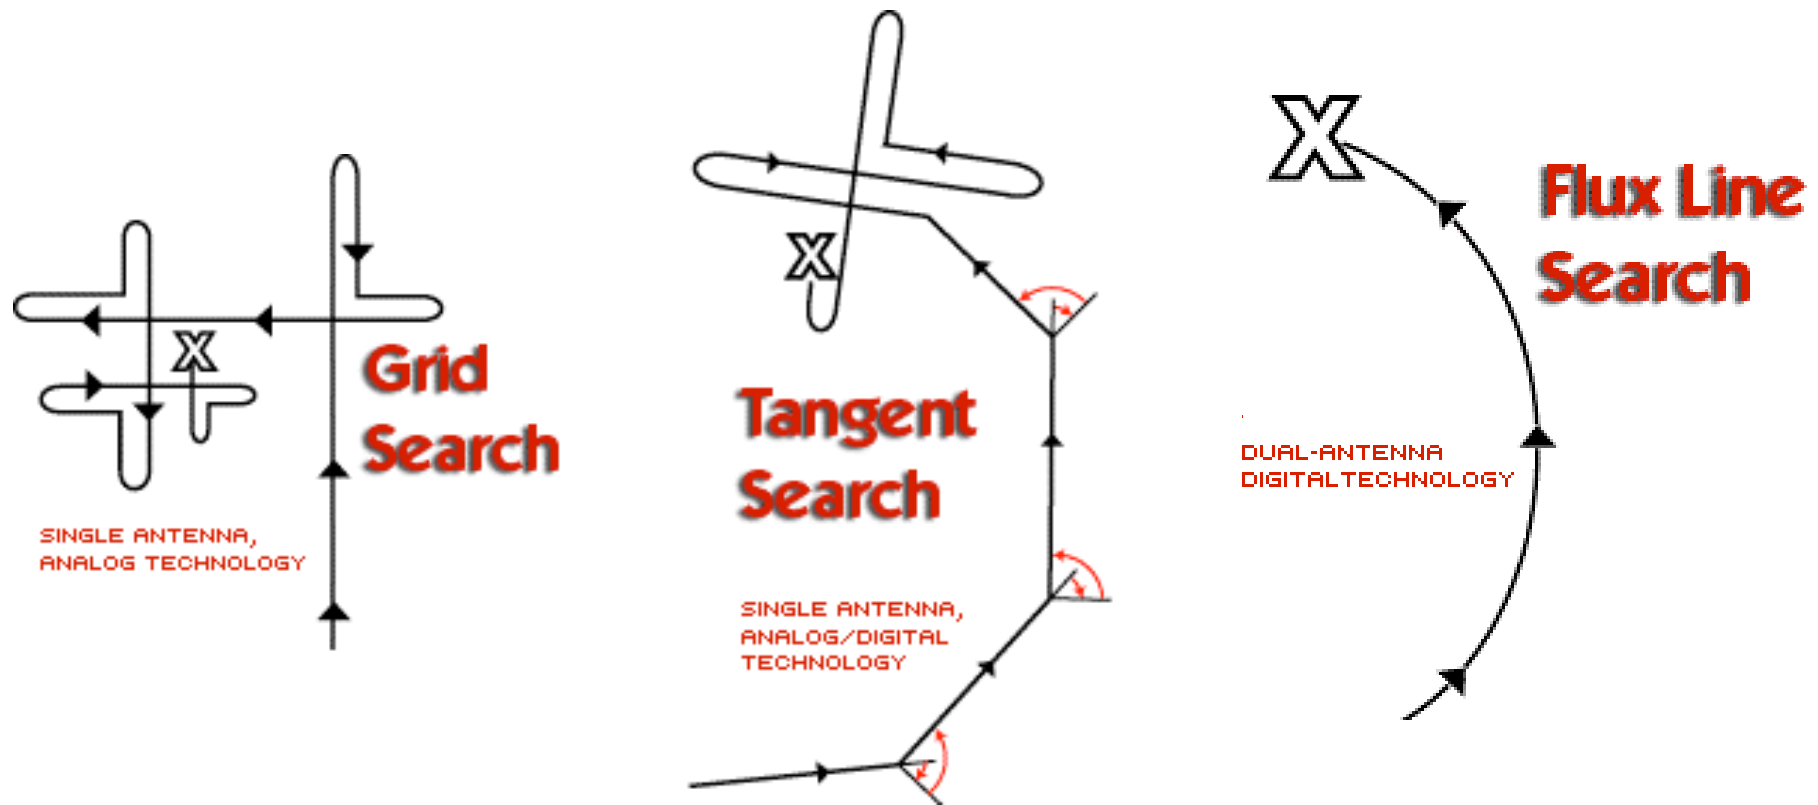 Grid
Search
SINGLE ANTENNA,
ANALOG TECHNOLOGY
Tangent
Search
SINGLE ANTENNA,
ANALOG/DIGITAL
TECHNOLOGY
Flux Line
Search
DUAL-ANTENNA
DIGITALTECHNOLOGY
X
X
X